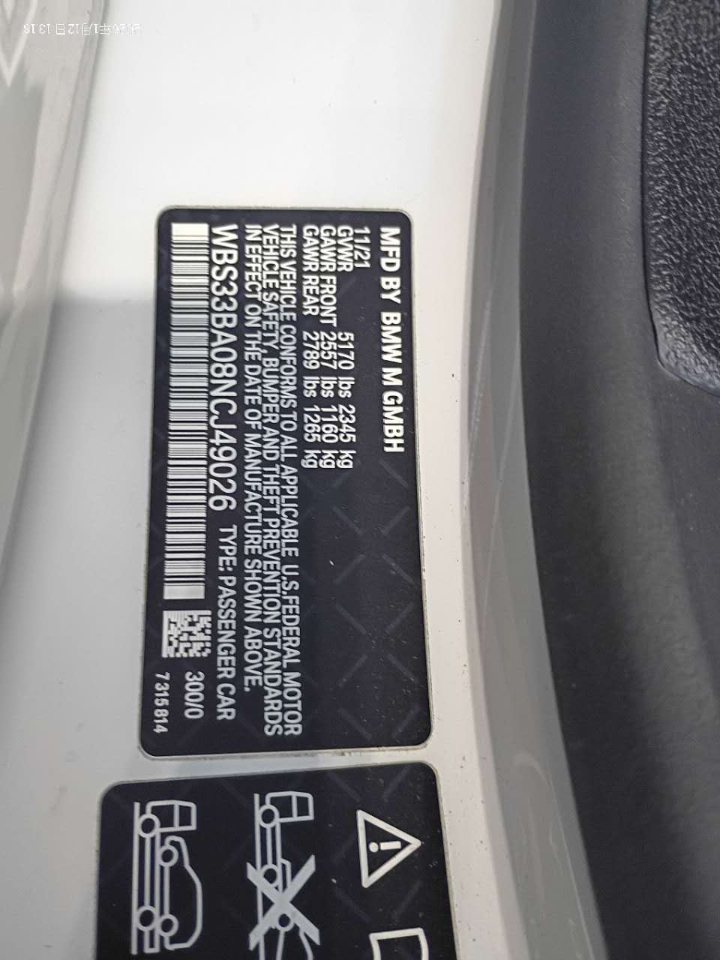 MFD BY BMW M GMBH
11/21
GVWR 5170 lbs 2345 kg
GAWR FRONT 2557 lbs 1160 kg
GAWR REAR 2789 lbs 1265 kg
THIS VEHICLE CONFORMS TO ALL APPLICABLE U.S.FEDERAL MOTOR
VEHICLE SAFETY, BUMPER AND THEFT PREVENTION STANDARDS
IN EFFECT ON THE DATE OF MANUFACTURE SHOWN ABOVE.
WBS33BA08NCJ49026 TYPE: PASSENGER CAR
300/0
7315814